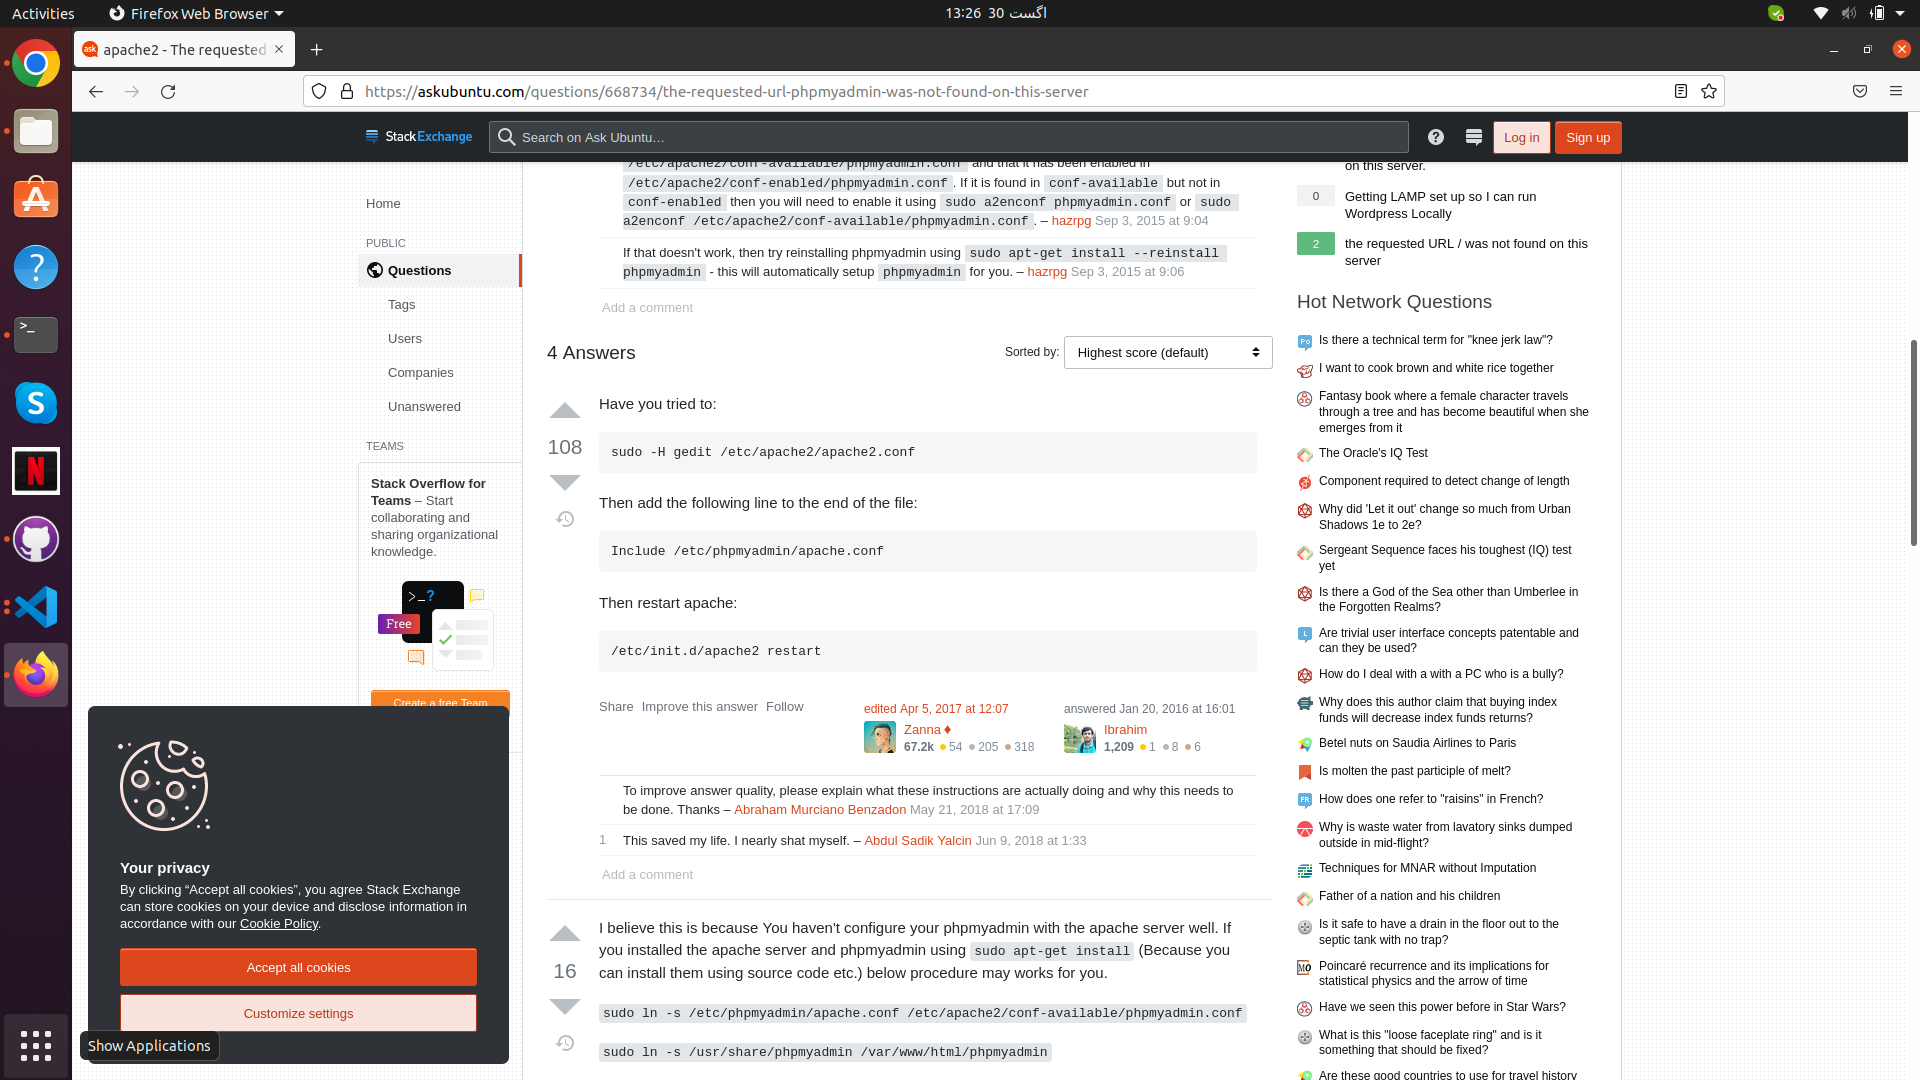 Activities
Firefox Web Browser
13:26 30 اگست
apache2 - The requested
https://askubuntu.com/questions/668734/the-requested-url-phpmyadmin-was-not-found-on-this-server
StackExchange
Search on Ask Ubuntu…
Log in
Sign up
Home
PUBLIC
Questions
Tags
Users
Companies
Unanswered
TEAMS
Stack Overflow for
Teams – Start
collaborating and
sharing organizational
knowledge.
>_?
Free
Create a free Team
/etc/apache2/conf-available/phpmyadmin.conf and that it has been enabled in
/etc/apache2/conf-enabled/phpmyadmin.conf. If it is found in conf-available but not in
conf-enabled then you will need to enable it using sudo a2enconf phpmyadmin.conf or sudo
a2enconf /etc/apache2/conf-available/phpmyadmin.conf. – hazrpg Sep 3, 2015 at 9:04
If that doesn't work, then try reinstalling phpmyadmin using sudo apt-get install --reinstall
phpmyadmin - this will automatically setup phpmyadmin for you. – hazrpg Sep 3, 2015 at 9:06
Add a comment
4 Answers
Sorted by:
Highest score (default)
108
Have you tried to:
sudo -H gedit /etc/apache2/apache2.conf
Then add the following line to the end of the file:
Include /etc/phpmyadmin/apache.conf
Then restart apache:
/etc/init.d/apache2 restart
Share Improve this answer Follow
edited Apr 5, 2017 at 12:07
Zanna ♦
67.2k 54 205 318
answered Jan 20, 2016 at 16:01
Ibrahim
1,209 1 8 6
To improve answer quality, please explain what these instructions are actually doing and why this needs to
be done. Thanks – Abraham Murciano Benzadon May 21, 2018 at 17:09
1 This saved my life. I nearly shat myself. – Abdul Sadik Yalcin Jun 9, 2018 at 1:33
Add a comment
16
I believe this is because You haven't configure your phpmyadmin with the apache server well. If
you installed the apache server and phpmyadmin using sudo apt-get install (Because you
can install them using source code etc.) below procedure may works for you.
sudo ln -s /etc/phpmyadmin/apache.conf /etc/apache2/conf-available/phpmyadmin.conf
sudo ln -s /usr/share/phpmyadmin /var/www/html/phpmyadmin
on this server.
0 Getting LAMP set up so I can run
Wordpress Locally
2 the requested URL / was not found on this
server
Hot Network Questions
Is there a technical term for "knee jerk law"?
I want to cook brown and white rice together
Fantasy book where a female character travels
through a tree and has become beautiful when she
emerges from it
The Oracle's IQ Test
Component required to detect change of length
Why did 'Let it out' change so much from Urban
Shadows 1e to 2e?
Sergeant Sequence faces his toughest (IQ) test
yet
Is there a God of the Sea other than Umberlee in
the Forgotten Realms?
Are trivial user interface concepts patentable and
can they be used?
How do I deal with a with a PC who is a bully?
Why does this author claim that buying index
funds will decrease index funds returns?
Betel nuts on Saudia Airlines to Paris
Is molten the past participle of melt?
How does one refer to "raisins" in French?
Why is waste water from lavatory sinks dumped
outside in mid-flight?
Techniques for MNAR without Imputation
Father of a nation and his children
Is it safe to have a drain in the floor out to the
septic tank with no trap?
Poincaré recurrence and its implications for
statistical physics and the arrow of time
Have we seen this power before in Star Wars?
What is this "loose faceplate ring" and is it
something that should be fixed?
Are these good countries to use for travel history
Your privacy
By clicking “Accept all cookies”, you agree Stack Exchange
can store cookies on your device and disclose information in
accordance with our Cookie Policy.
Accept all cookies
Customize settings
Show Applications